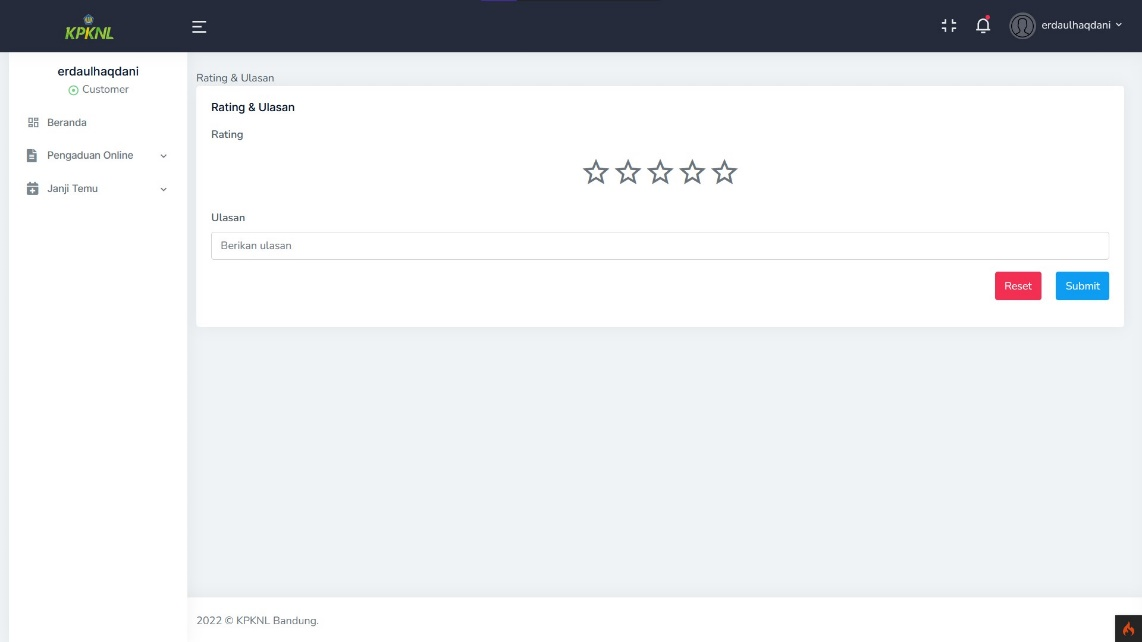 KPKNL
erdaulhaqdani
erdaulhaqdani
Customer
Beranda
Pengaduan Online
Janji Temu
Rating & Ulasan
Rating & Ulasan
Rating
Ulasan
Berikan ulasan
Reset
Submit
2022 © KPKNL Bandung.